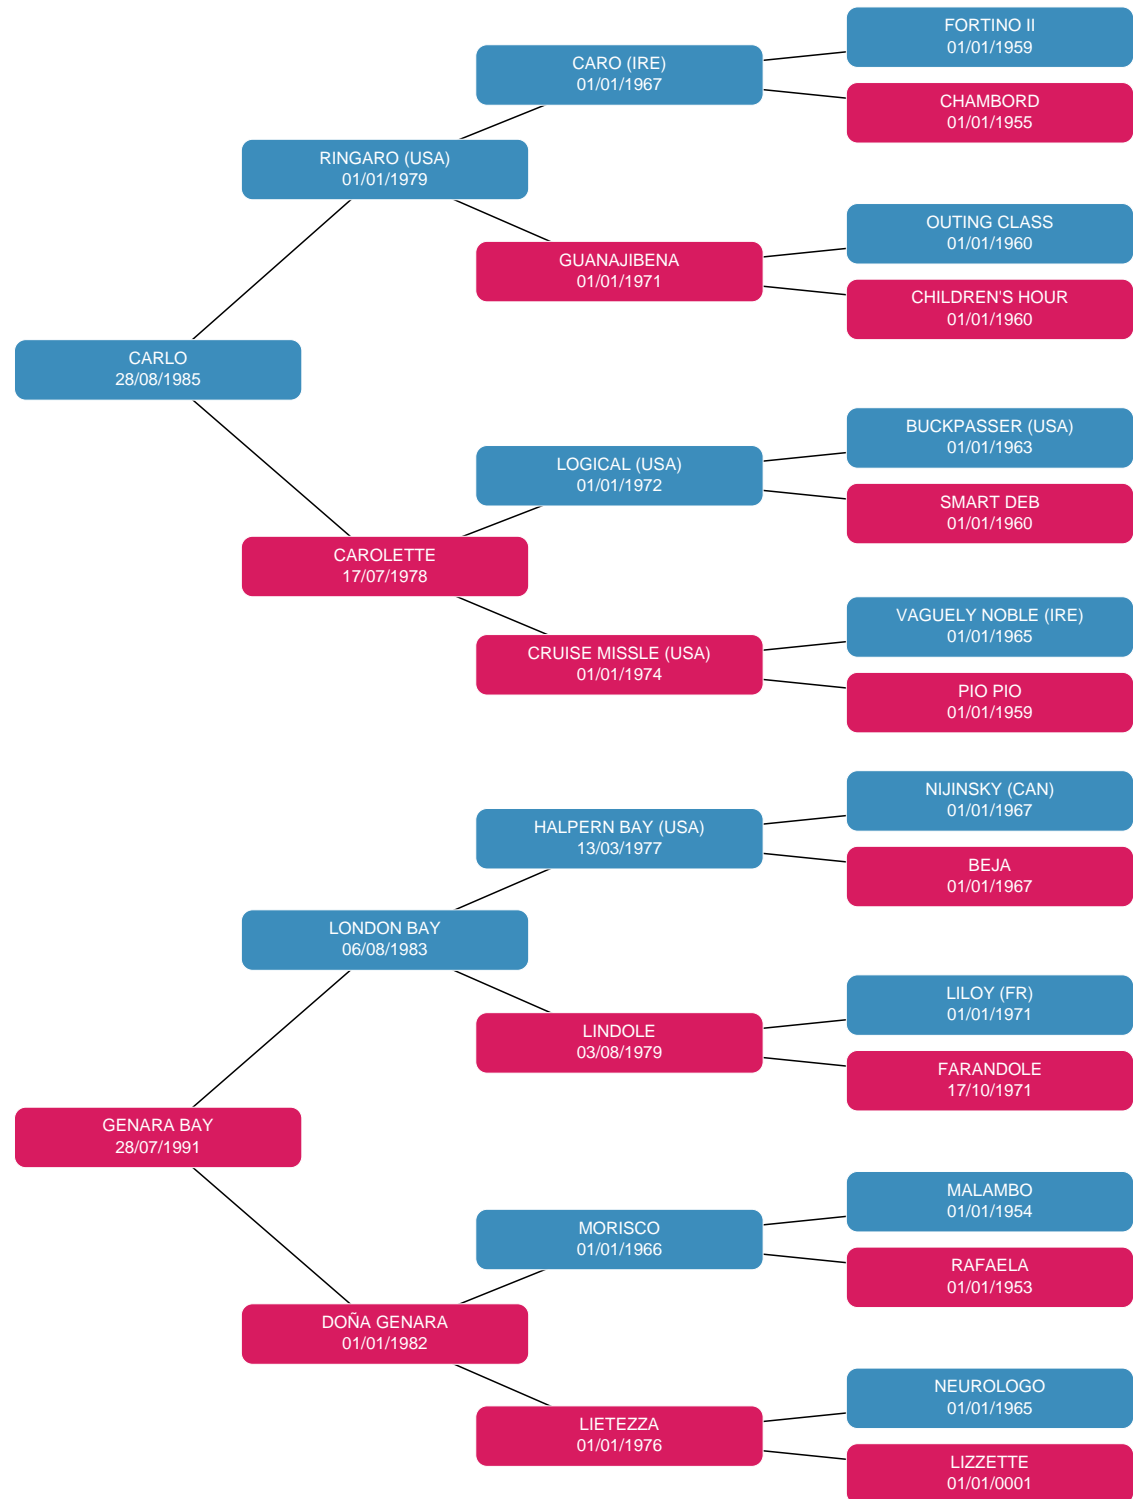 FORTINO II
01/01/1959
CARO (IRE)
01/01/1967
CHAMBORD
01/01/1955
RINGARO (USA)
01/01/1979
OUTING CLASS
01/01/1960
GUANAJIBENA
01/01/1971
CHILDREN'S HOUR
01/01/1960
CARLO
28/08/1985
BUCKPASSER (USA)
01/01/1963
LOGICAL (USA)
01/01/1972
SMART DEB
01/01/1960
CAROLETTE
17/07/1978
VAGUELY NOBLE (IRE)
01/01/1965
CRUISE MISSLE (USA)
01/01/1974
PIO PIO
01/01/1959
NIJINSKY (CAN)
01/01/1967
HALPERN BAY (USA)
13/03/1977
BEJA
01/01/1967
LONDON BAY
06/08/1983
LILOY (FR)
01/01/1971
LINDOLE
03/08/1979
FARANDOLE
17/10/1971
GENARA BAY
28/07/1991
MALAMBO
01/01/1954
MORISCO
01/01/1966
RAFAELA
01/01/1953
DOÑA GENARA
01/01/1982
NEUROLOGO
01/01/1965
LIETEZZA
01/01/1976
LIZZETTE
01/01/0001